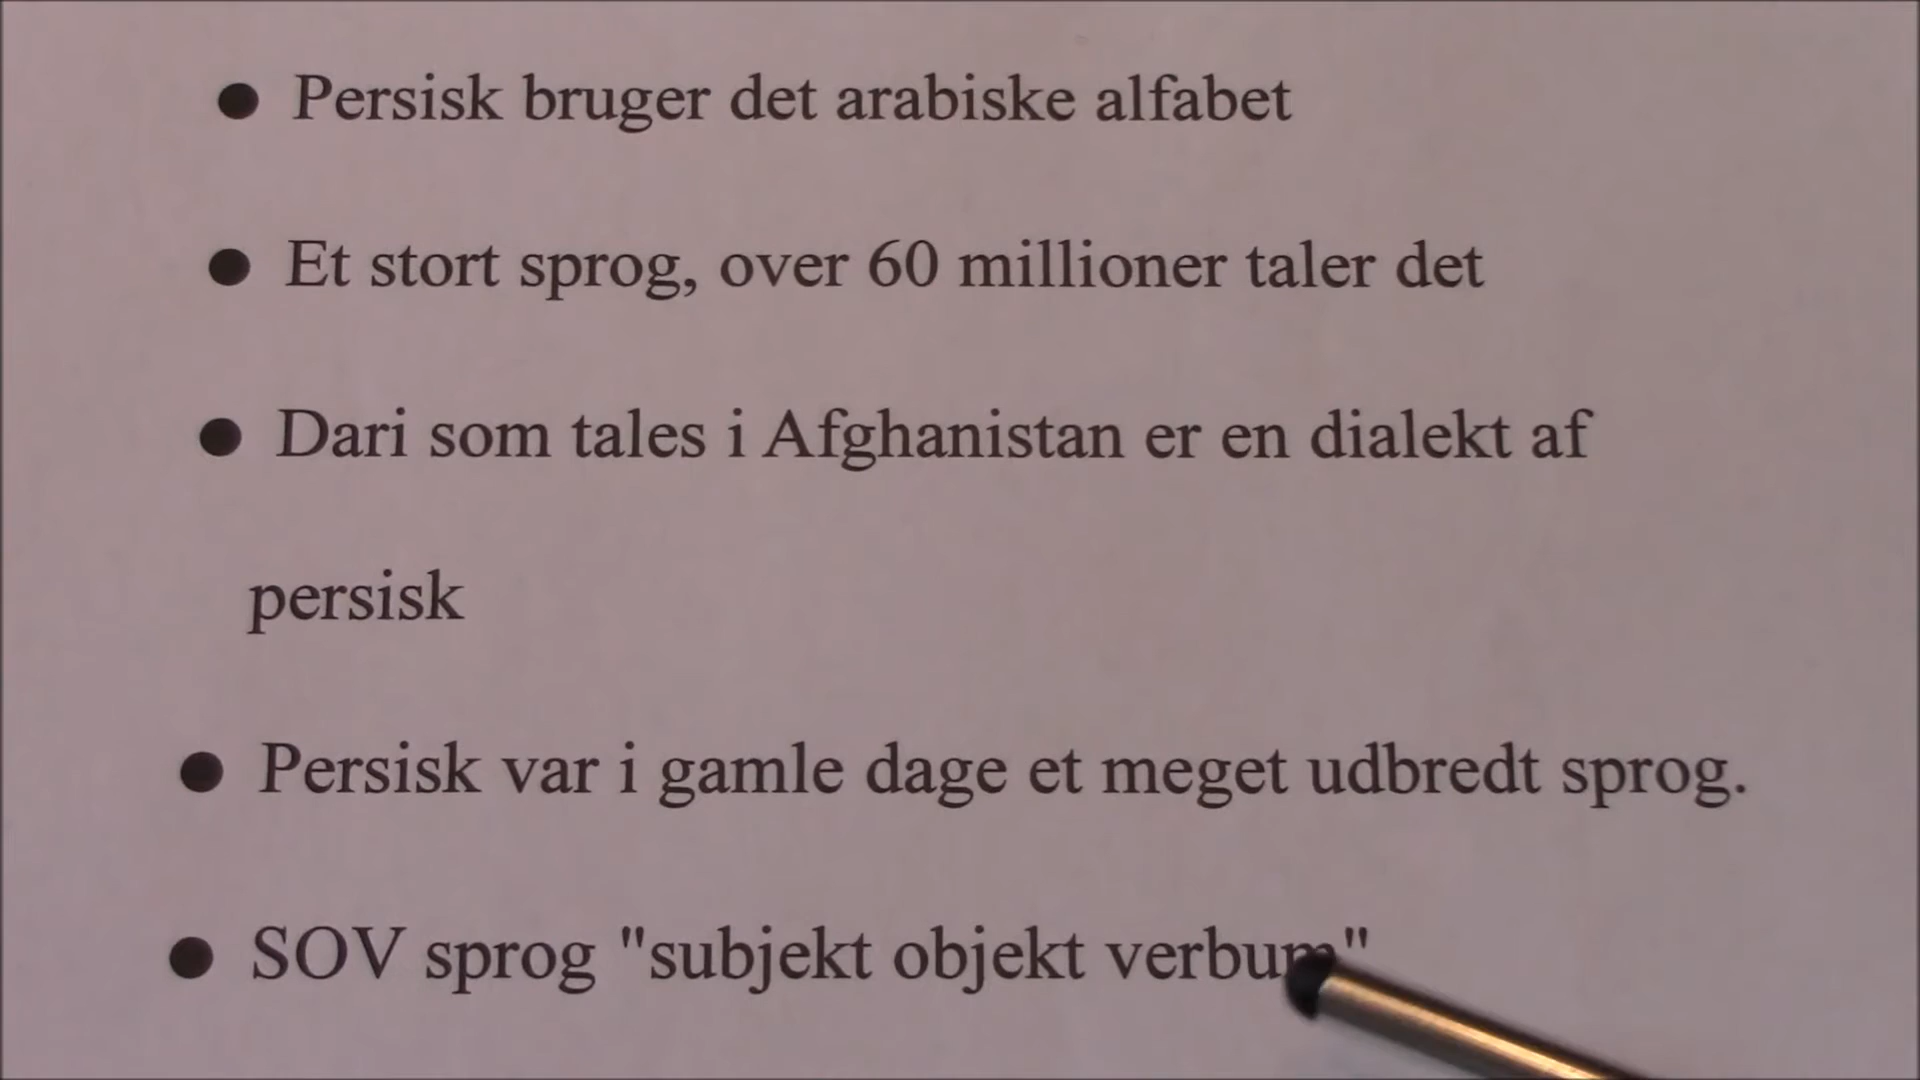 ● Persisk bruger det arabiske alfabet
● Et stort sprog, over 60 millioner taler det
● Dari som tales i Afghanistan er en dialekt af
persisk
● Persisk var i gamle dage et meget udbredt sprog.
● SOV sprog "subjekt objekt verbum"